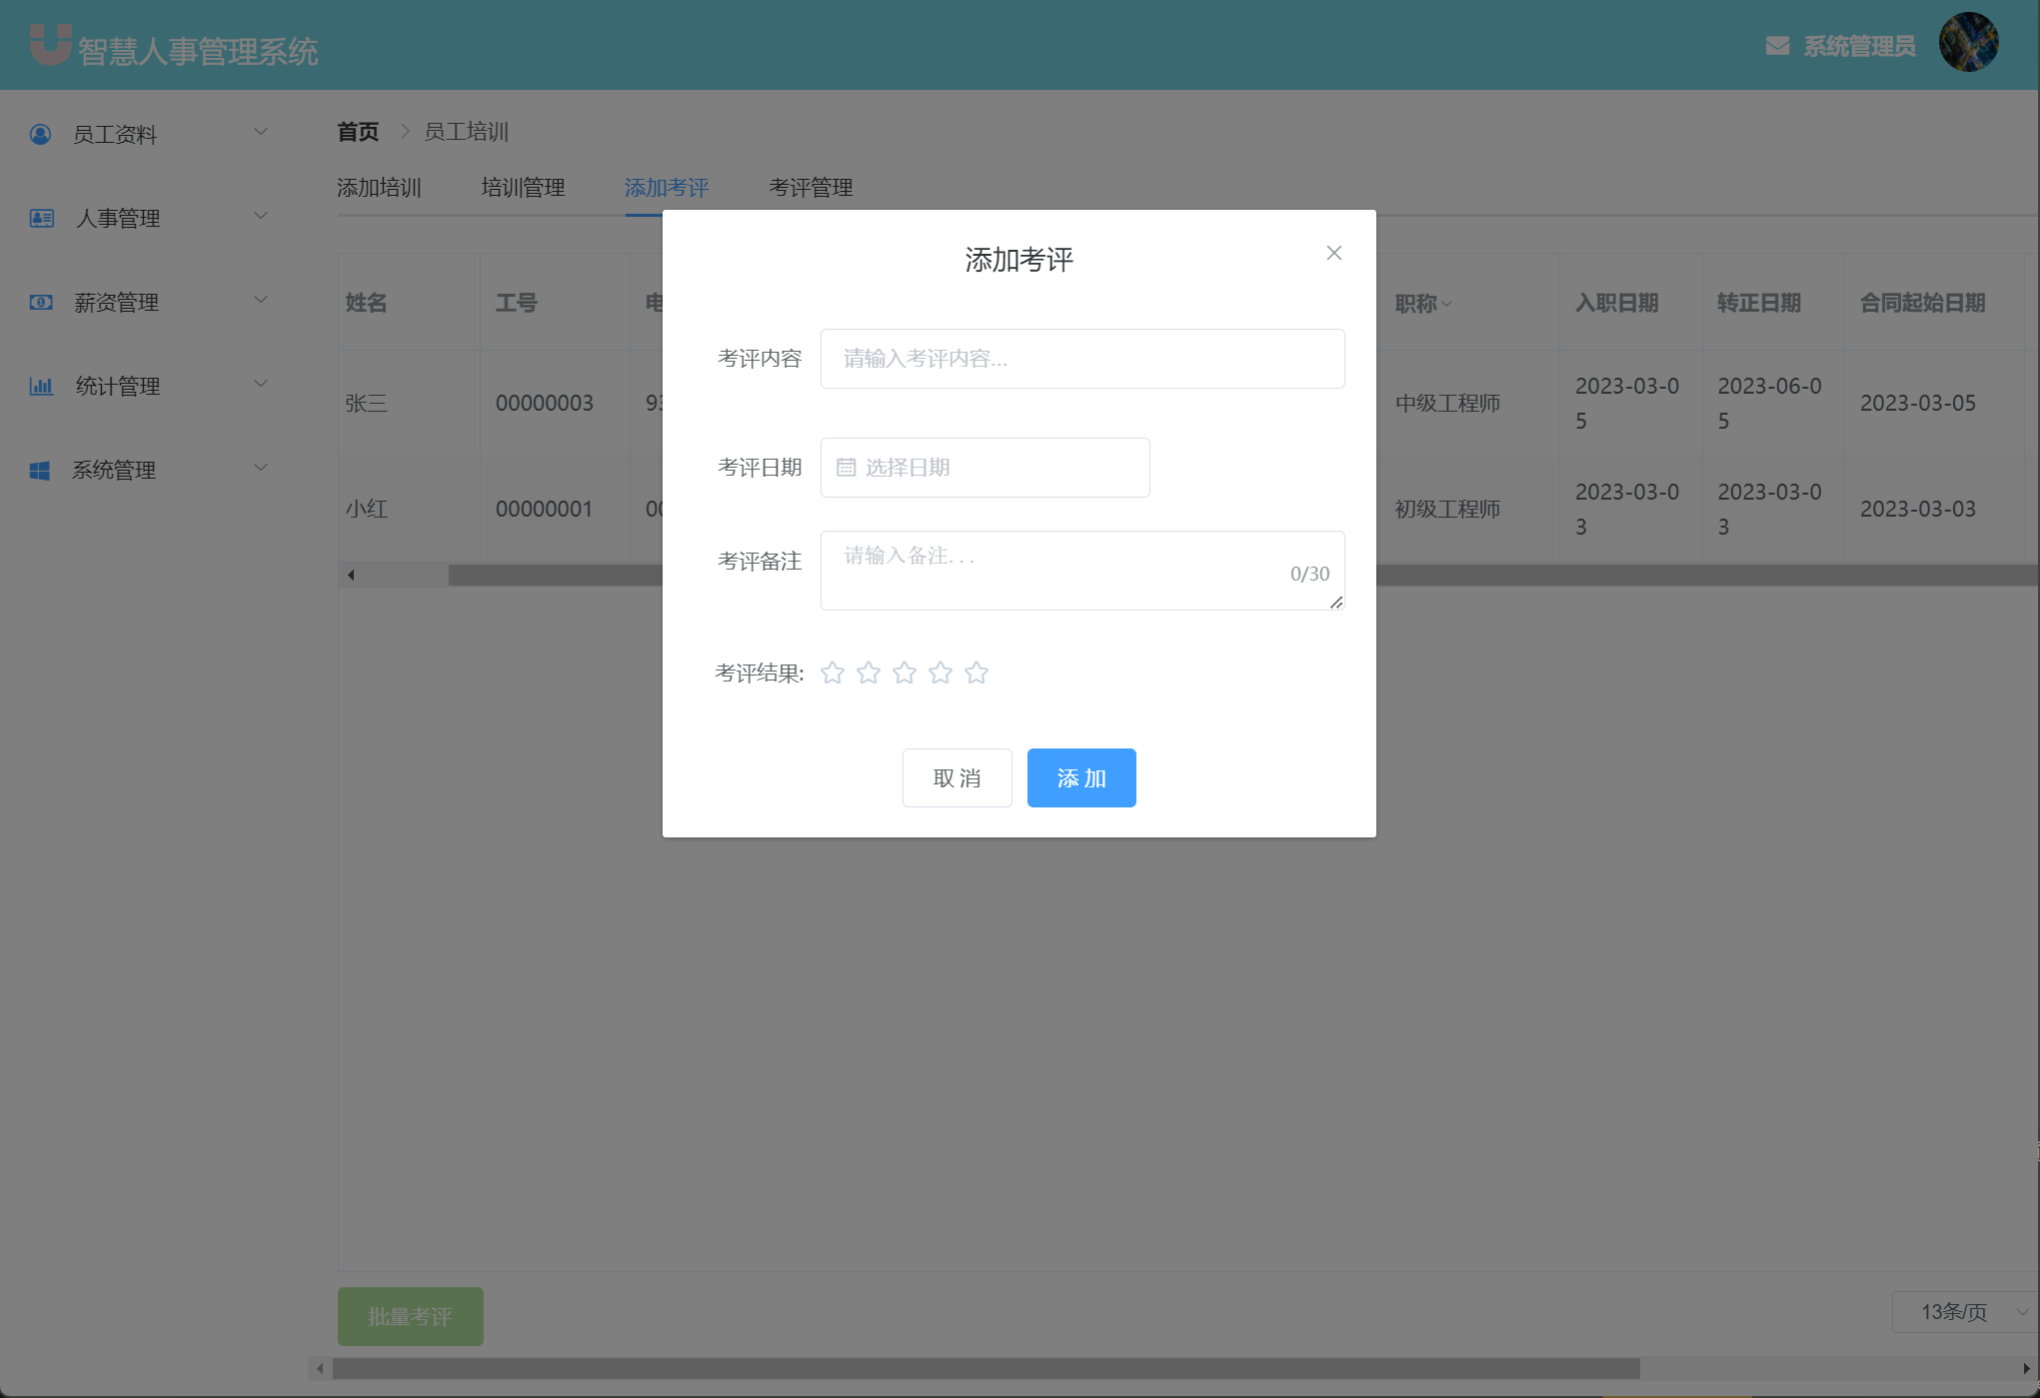 智慧人事管理系统
系统管理员
员工资料
人事管理
薪资管理
统计管理
系统管理
首页 > 员工培训
添加培训 培训管理 添加考评 考评管理
姓名 工号 电 职称 入职日期 转正日期 合同起始日期
张三 00000003 93 中级工程师 2023-03-0 2023-06-0 2023-03-05
5 5
小红 00000001 00 初级工程师 2023-03-0 2023-03-0 2023-03-03
3 3
添加考评
考评内容 请输入考评内容...
考评日期 选择日期
考评备注 请输入备注...
0/30
考评结果:
取 消 添 加
批量考评
13条/页